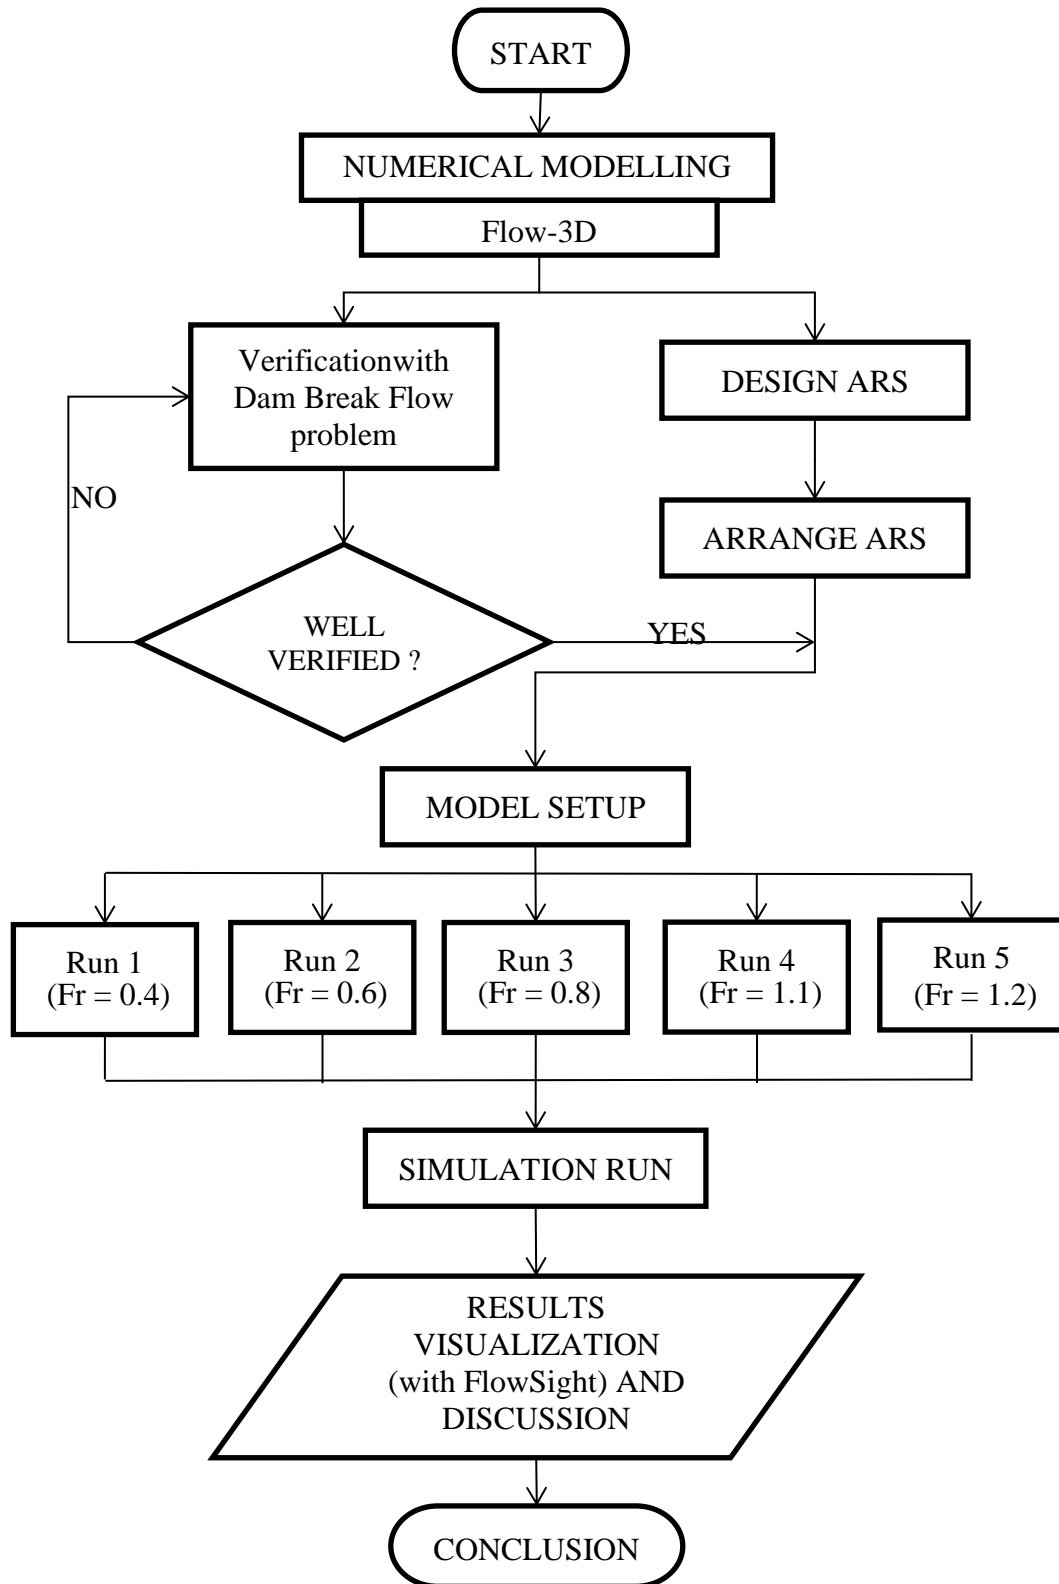 START
NUMERICAL MODELLING
Flow-3D
Verificationwith
Dam Break Flow
problem
DESIGN ARS
NO
ARRANGE ARS
WELL
VERIFIED ?
YES
MODEL SETUP
Run 1
(Fr = 0.4)
Run 2
(Fr = 0.6)
Run 3
(Fr = 0.8)
Run 4
(Fr = 1.1)
Run 5
(Fr = 1.2)
SIMULATION RUN
RESULTS
VISUALIZATION
(with FlowSight) AND
DISCUSSION
CONCLUSION